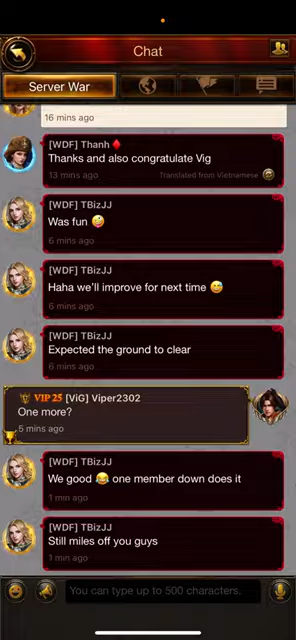 Chat
Server War
16 mins ago
[WDF] Thanh♦
Thanks and also congratulate Vig
13 mins ago
Translated from Vietnamese
[WDF] TBizJJ
Was fun 🤪
6 mins ago
[WDF] TBizJJ
Haha we'll improve for next time 😅
6 mins ago
[WDF] TBizJJ
Expected the ground to clear
6 mins ago
VIP 25 [ViG] Viper2302
One more?
5 mins ago
[WDF] TBizJJ
We good 😂 one member down does it
1 min ago
[WDF] TBizJJ
Still miles off you guys
1 min ago
You can type up to 500 characters.